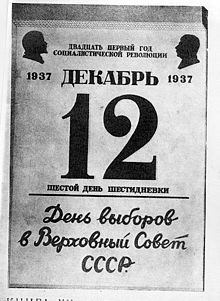 ДВАДЦАТЬ ПЕРВЫЙ ГОД
СОЦИАЛИСТИЧЕСКОЙ РЕВОЛЮЦИИ
1937 ДЕКАБРЬ 1937
12
ШЕСТОЙ ДЕНЬ ШЕСТИДНЕВКИ
День выборов
в Верховный Совет
СССР